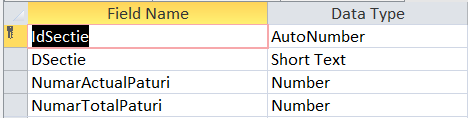 Field Name Data Type
IdSectie AutoNumber
DSectie Short Text
NumarActualPaturi Number
NumarTotalPaturi Number